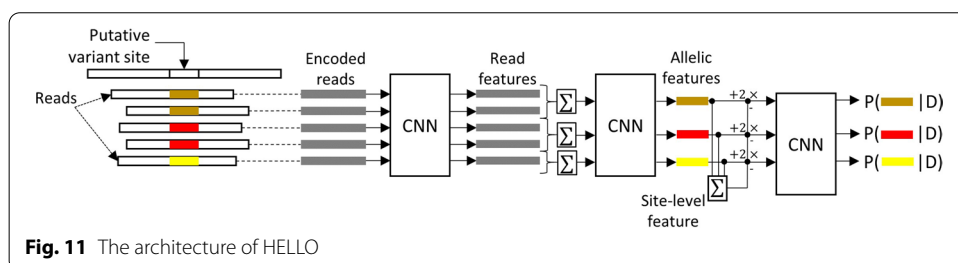 Putative
variant site
Reads
Encoded
reads
CNN
Read
features
Σ
Σ
Σ
CNN
Allelic
features
+2 ×
-
+2 ×
-
+2 ×
-
Σ
Site-level
feature
CNN
P( |D)
P( |D)
P( |D)
Fig. 11 The architecture of HELLO